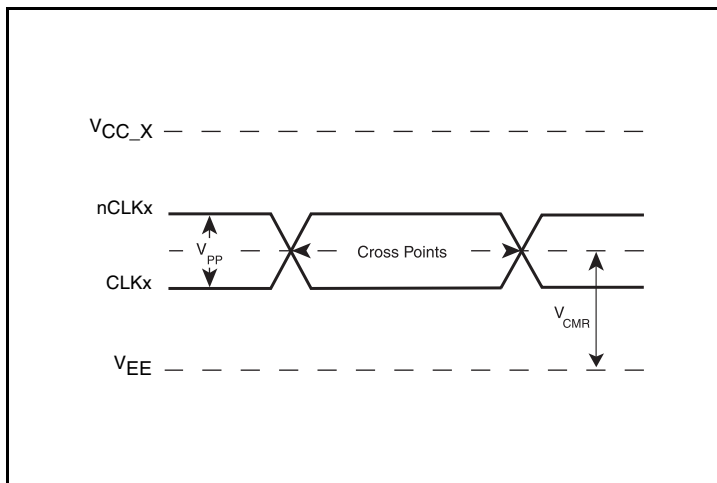 VCC_X
nCLKx
VPP
Cross Points
CLKx
VCMR
VEE